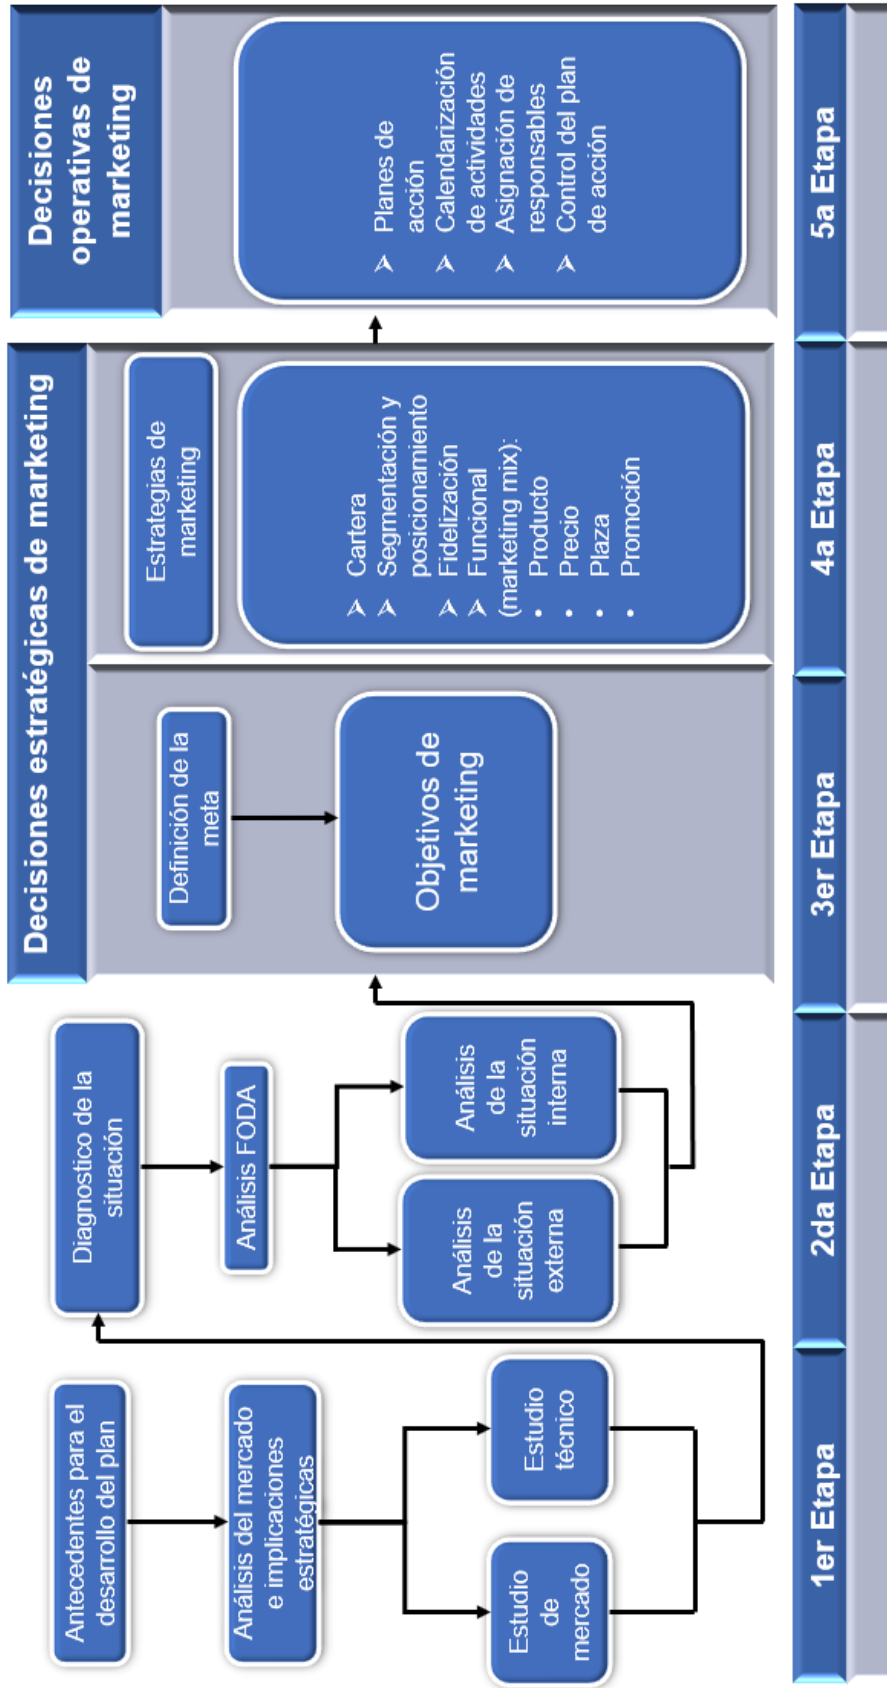 Antecedentes para el
desarrollo del plan
Análisis del mercado
e implicaciones
estratégicas
Estudio
de
mercado
Estudio
técnico
Diagnostico de la
situación
Análisis FODA
Análisis
de la
situación
externa
Análisis
de la
situación
interna
Decisiones estratégicas de marketing
Definición de la
meta
Objetivos de
marketing
Estrategias de
marketing
➢ Cartera
➢ Segmentación y
posicionamiento
➢ Fidelización
➢ Funcional
(marketing mix):
• Producto
• Precio
• Plaza
• Promoción
Decisiones
operativas de
marketing
➢ Planes de
acción
➢ Calendarización
de actividades
➢ Asignación de
responsables
➢ Control del plan
de acción
1er Etapa
2da Etapa
3er Etapa
4a Etapa
5a Etapa